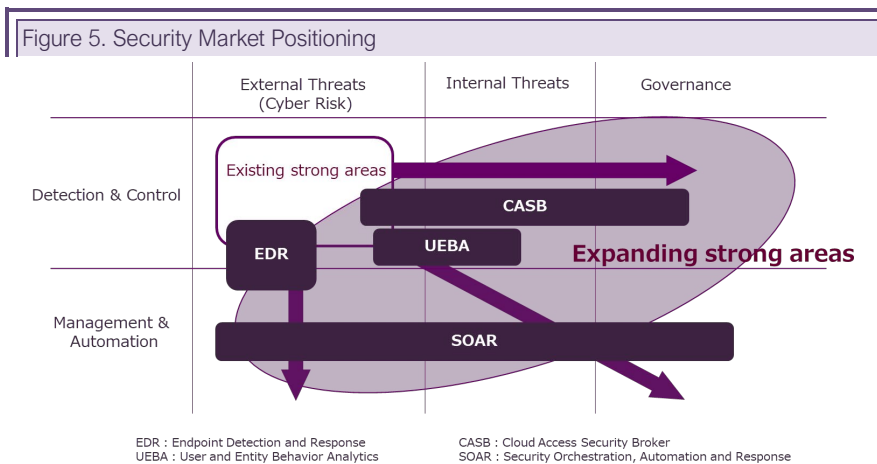 Figure 5. Security Market Positioning
External Threats
(Cyber Risk)
Internal Threats
Governance
Detection & Control
Existing strong areas
CASB
UEBA
EDR
Expanding strong areas
Management &
Automation
SOAR
EDR : Endpoint Detection and Response
CASB : Cloud Access Security Broker
UEBA : User and Entity Behavior Analytics
SOAR : Security Orchestration, Automation and Response